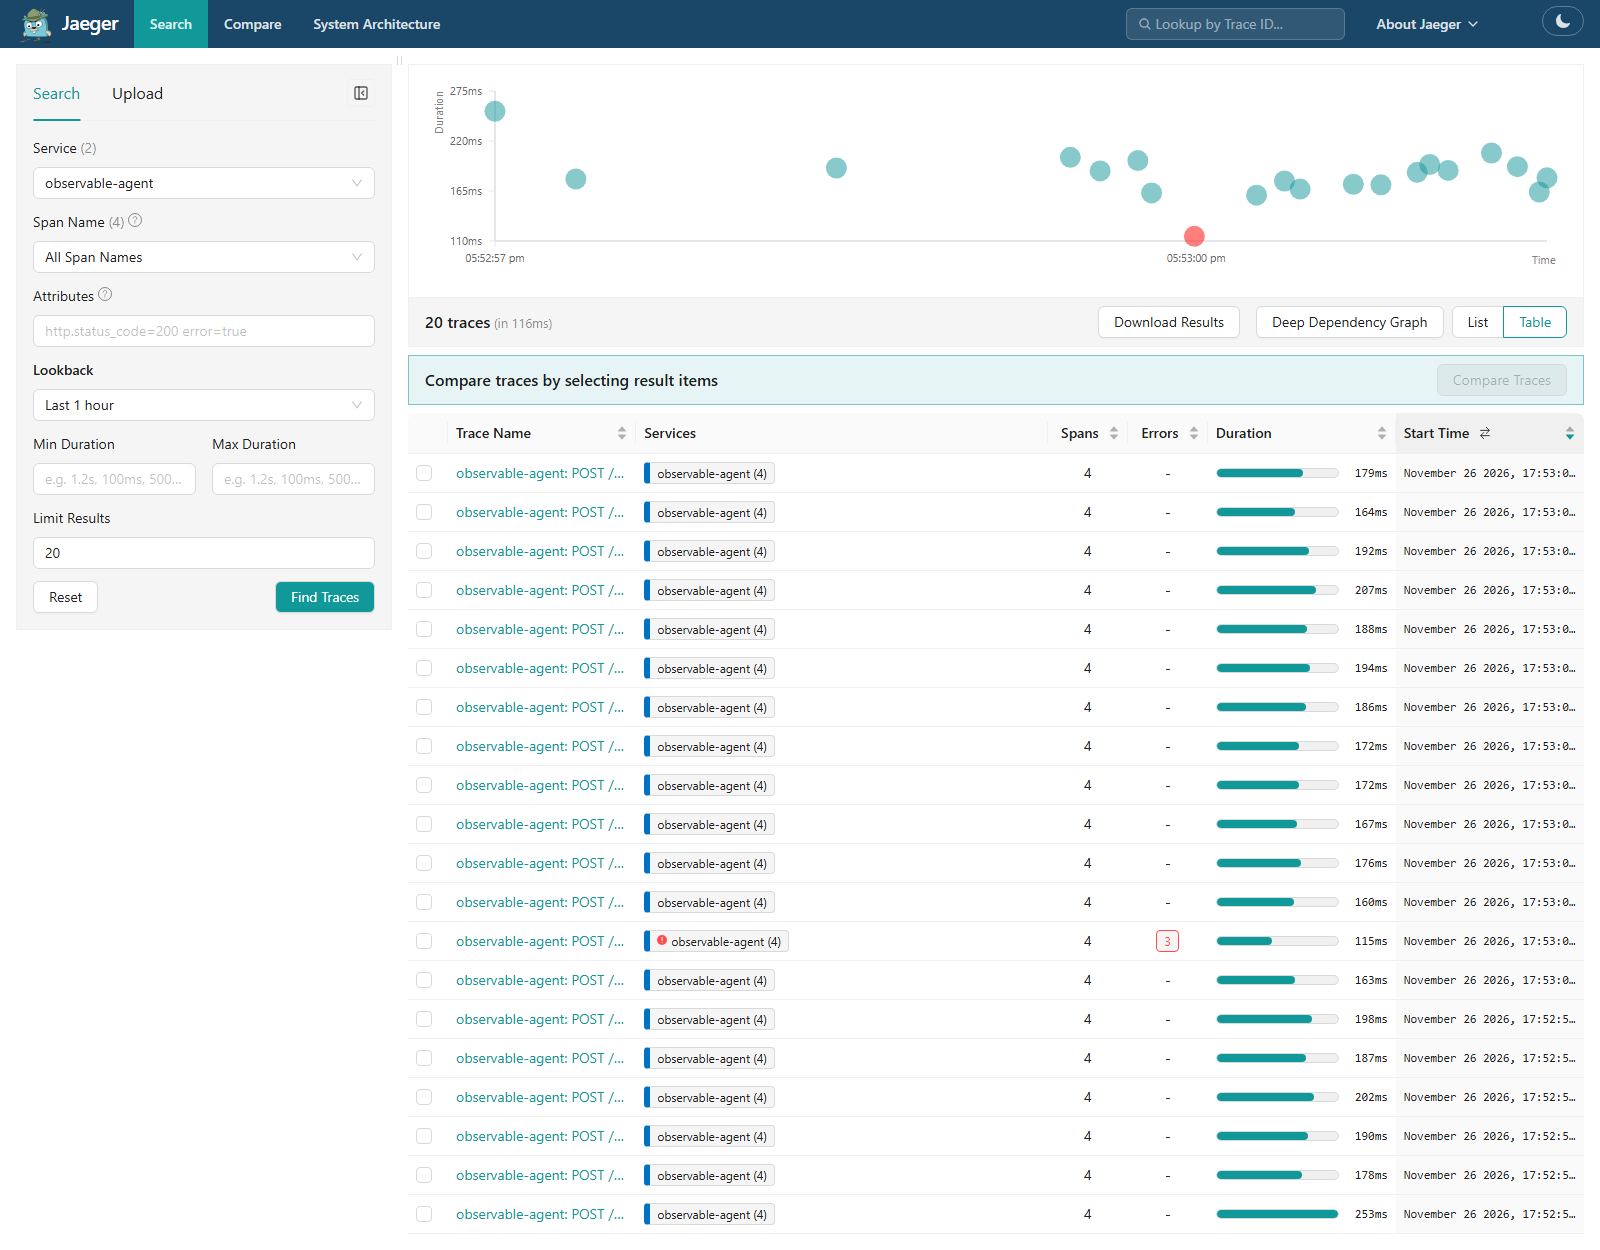 Jaeger
Search
Compare
System Architecture
Lookup by Trace ID...
About Jaeger
Search
Upload
Service (2)
observable-agent
Span Name (4)
All Span Names
Attributes
http.status_code=200 error=true
Lookback
Last 1 hour
Min Duration
Max Duration
e.g. 1.2s, 100ms, 500...
e.g. 1.2s, 100ms, 500...
Limit Results
20
Reset
Find Traces
Duration
275ms
220ms
165ms
110ms
05:52:57 pm
05:53:00 pm
Time
20 traces (in 116ms)
Download Results
Deep Dependency Graph
List
Table
Compare traces by selecting result items
Compare Traces
Trace Name Services Spans Errors Duration Start Time
observable-agent: POST /... observable-agent (4) 4 - 179ms November 26 2026, 17:53:0...
observable-agent: POST /... observable-agent (4) 4 - 164ms November 26 2026, 17:53:0...
observable-agent: POST /... observable-agent (4) 4 - 192ms November 26 2026, 17:53:0...
observable-agent: POST /... observable-agent (4) 4 - 207ms November 26 2026, 17:53:0...
observable-agent: POST /... observable-agent (4) 4 - 188ms November 26 2026, 17:53:0...
observable-agent: POST /... observable-agent (4) 4 - 194ms November 26 2026, 17:53:0...
observable-agent: POST /... observable-agent (4) 4 - 186ms November 26 2026, 17:53:0...
observable-agent: POST /... observable-agent (4) 4 - 172ms November 26 2026, 17:53:0...
observable-agent: POST /... observable-agent (4) 4 - 172ms November 26 2026, 17:53:0...
observable-agent: POST /... observable-agent (4) 4 - 167ms November 26 2026, 17:53:0...
observable-agent: POST /... observable-agent (4) 4 - 176ms November 26 2026, 17:53:0...
observable-agent: POST /... observable-agent (4) 4 - 160ms November 26 2026, 17:53:0...
observable-agent: POST /... observable-agent (4) 4 3 115ms November 26 2026, 17:53:0...
observable-agent: POST /... observable-agent (4) 4 - 163ms November 26 2026, 17:53:0...
observable-agent: POST /... observable-agent (4) 4 - 198ms November 26 2026, 17:52:5...
observable-agent: POST /... observable-agent (4) 4 - 187ms November 26 2026, 17:52:5...
observable-agent: POST /... observable-agent (4) 4 - 202ms November 26 2026, 17:52:5...
observable-agent: POST /... observable-agent (4) 4 - 190ms November 26 2026, 17:52:5...
observable-agent: POST /... observable-agent (4) 4 - 178ms November 26 2026, 17:52:5...
observable-agent: POST /... observable-agent (4) 4 - 253ms November 26 2026, 17:52:5...